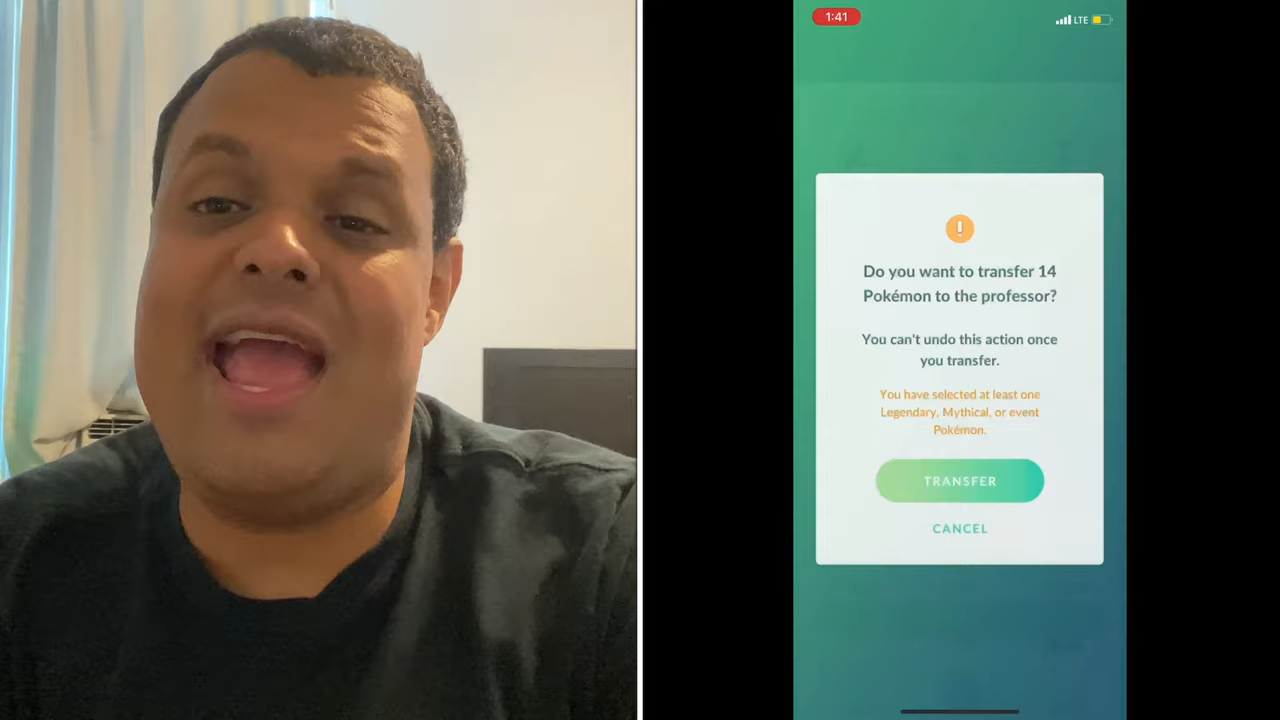 1:41
LTE
!
Do you want to transfer 14
Pokémon to the professor?
You can't undo this action once
you transfer.
You have selected at least one
Legendary, Mythical, or event
Pokémon.
TRANSFER
CANCEL